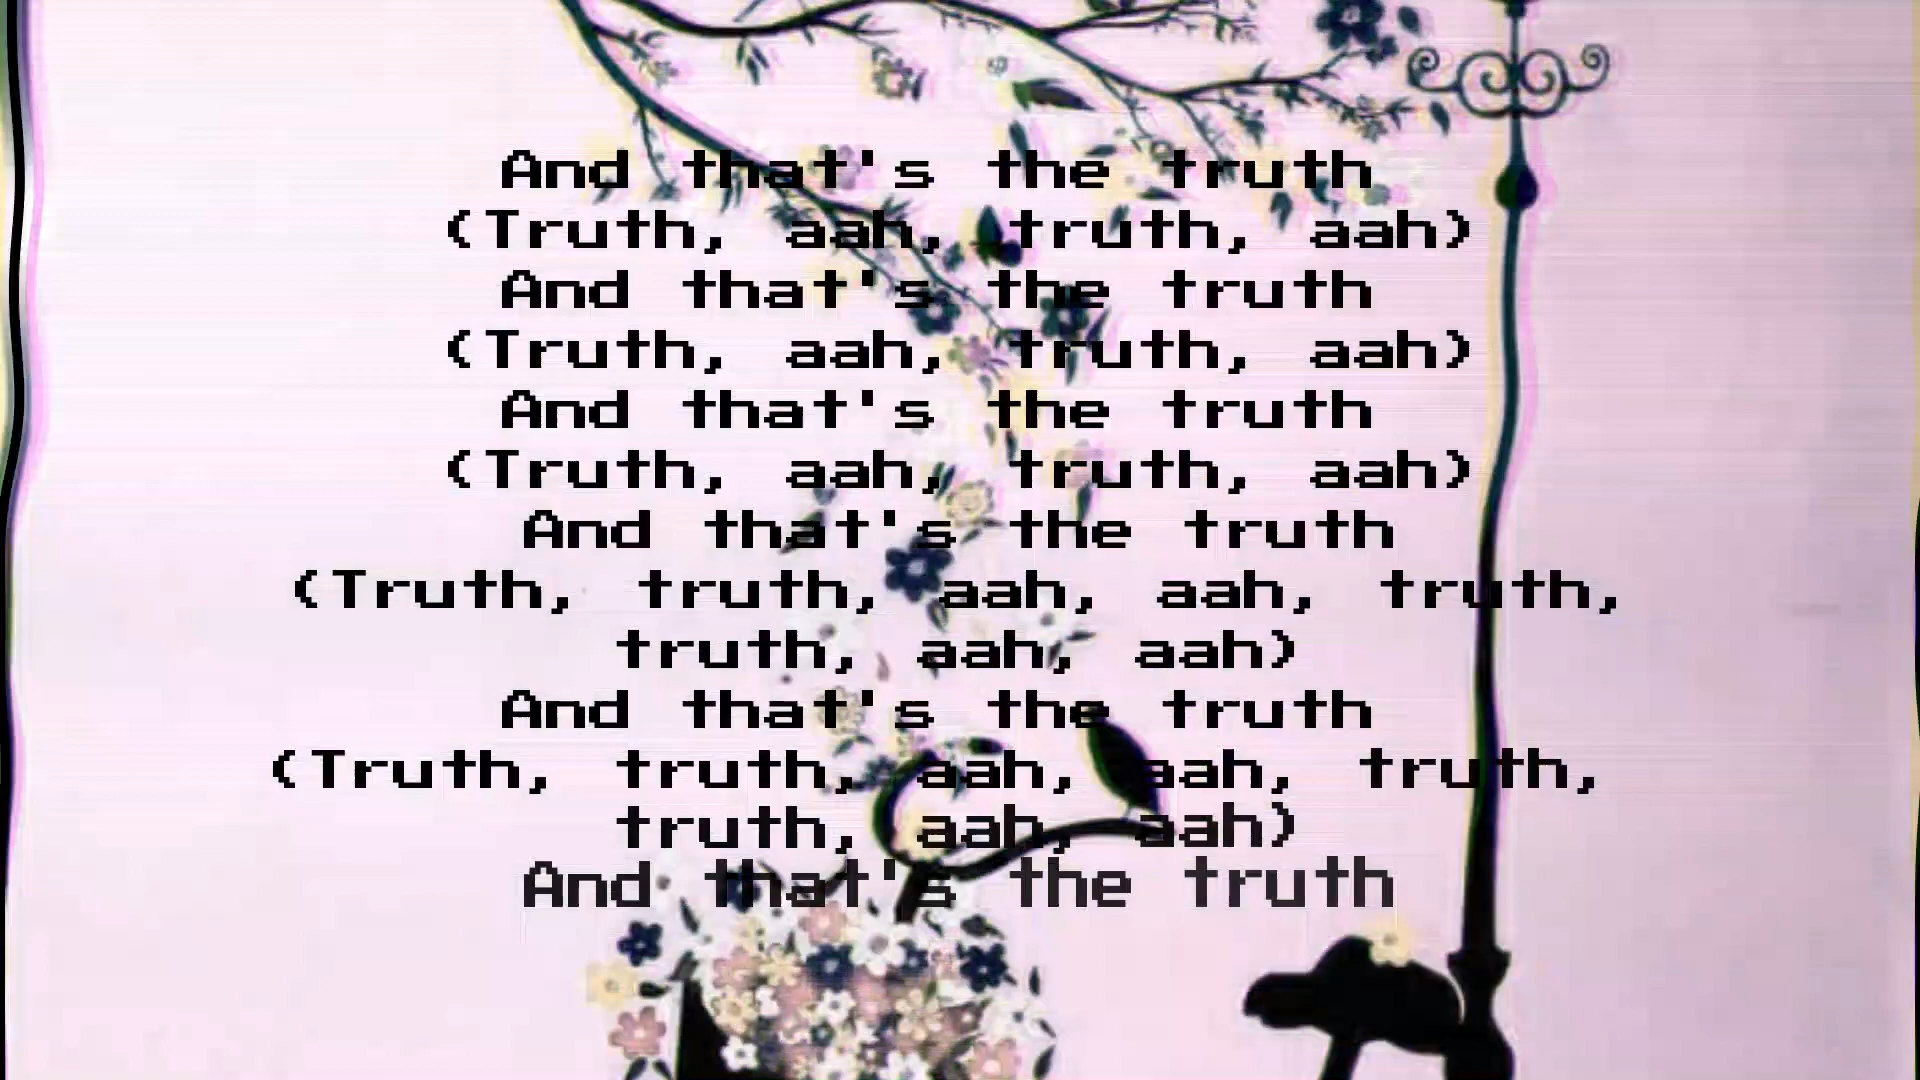 And that's the truth
(Truth, aah, truth, aah)
And that's the truth
(Truth, aah, truth, aah)
And that's the truth
(Truth, aah, truth, aah)
And that's the truth
(Truth, truth, aah, aah, truth,
truth, aah, aah)
And that's the truth
(Truth, truth, aah, aah, truth,
truth, aah, aah)
And that's the truth